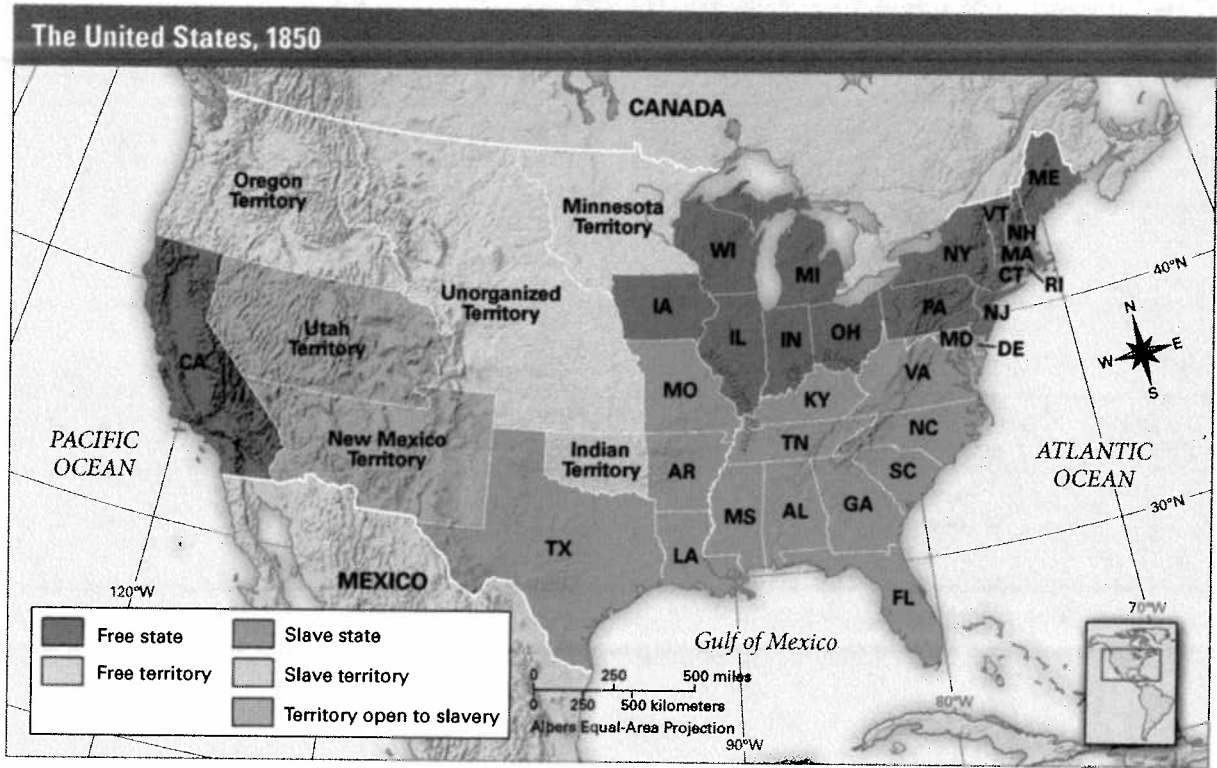 The United States, 1850
CANADA
Oregon
Territory
Minnesota
Territory
ME
VT
NH
MA
CT
RI
NY
WI
MI
40°N
Unorganized
Territory
IA
PA
NJ
N
W
E
S
Utah
Territory
CA
IL
IN
OH
MD
DE
MO
VA
KY
PACIFIC
OCEAN
New Mexico
Territory
Indian
Territory
TN
NC
ATLANTIC
OCEAN
AR
SC
30°N
MS
AL
GA
TX
LA
MEXICO
FL
120°W
70°W
Free state
Slave state
Free territory
Slave territory
Territory open to slavery
Gulf of Mexico
0
250
500 miles
0
250
500 kilometers
Albers Equal-Area Projection
80°W
90°W